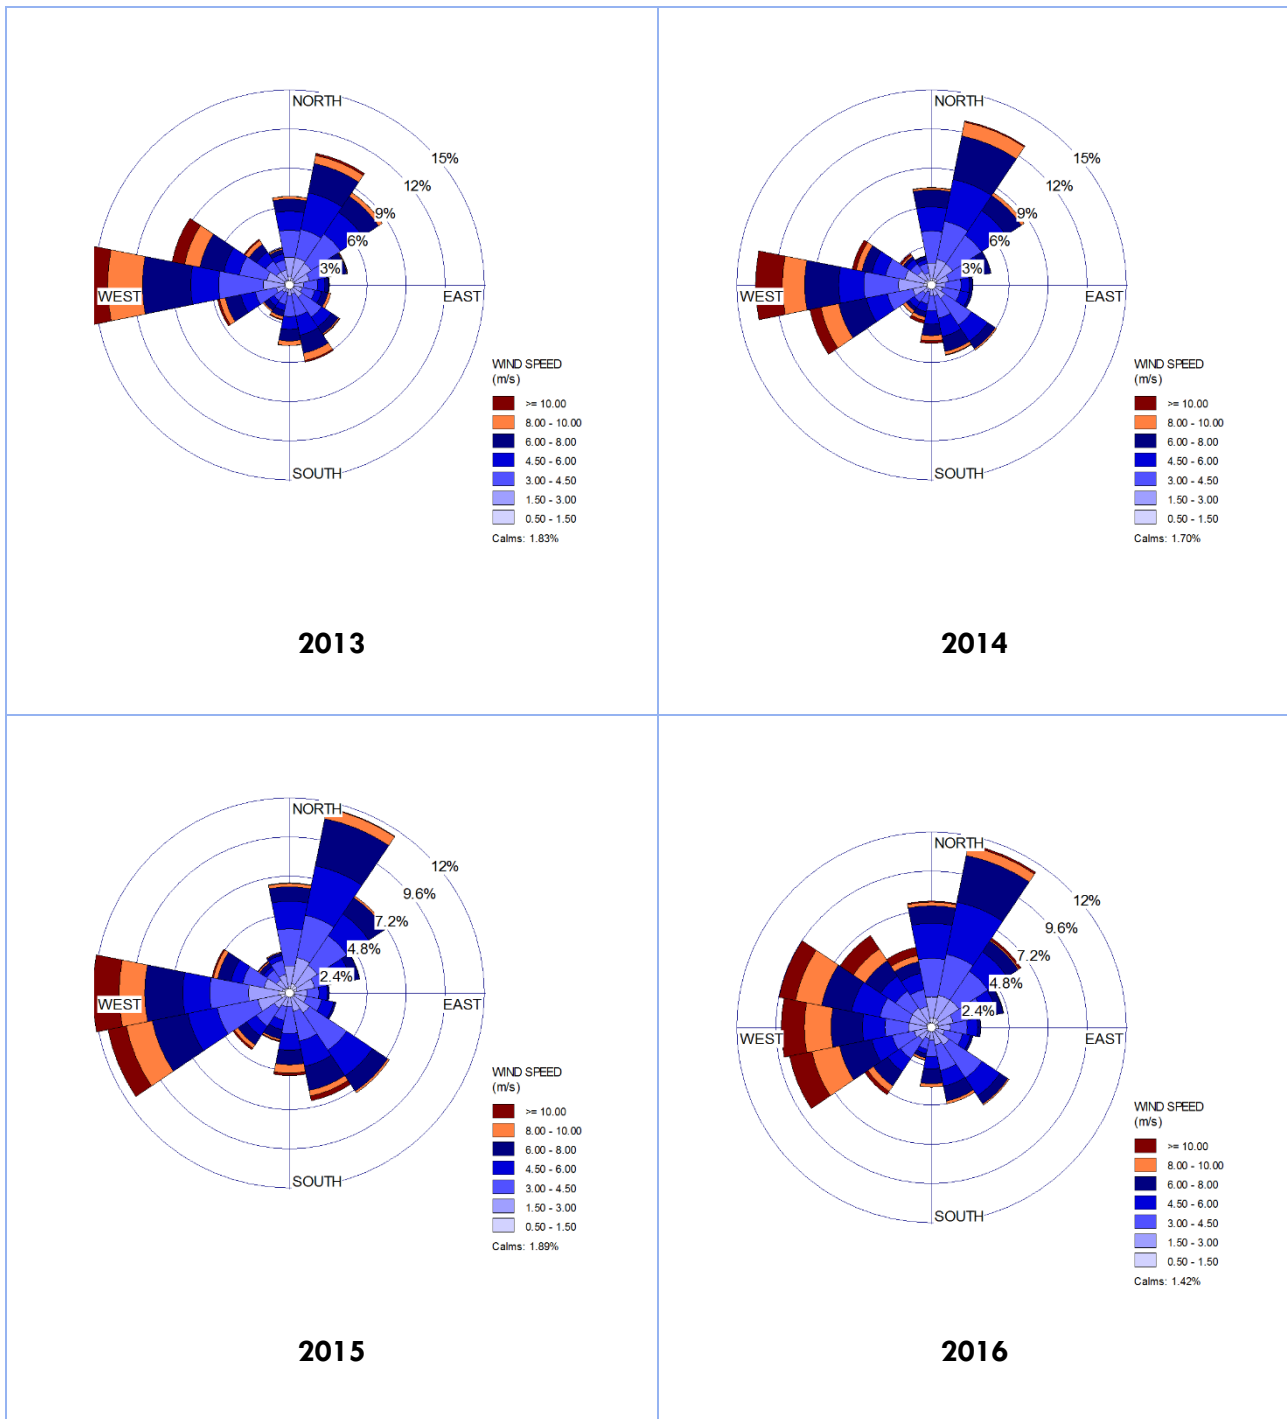 NORTH
15%
12%
9%
6%
3%
WEST
EAST
SOUTH
WIND SPEED
(m/s)
>= 10.00
8.00 - 10.00
6.00 - 8.00
4.50 - 6.00
3.00 - 4.50
1.50 - 3.00
0.50 - 1.50
Calms: 1.83%
2013
NORTH
15%
12%
9%
6%
3%
WEST
EAST
SOUTH
WIND SPEED
(m/s)
>= 10.00
8.00 - 10.00
6.00 - 8.00
4.50 - 6.00
3.00 - 4.50
1.50 - 3.00
0.50 - 1.50
Calms: 1.70%
2014
NORTH
12%
9.6%
7.2%
4.8%
2.4%
WEST
EAST
SOUTH
WIND SPEED
(m/s)
>= 10.00
8.00 - 10.00
6.00 - 8.00
4.50 - 6.00
3.00 - 4.50
1.50 - 3.00
0.50 - 1.50
Calms: 1.89%
2015
NORTH
12%
9.6%
7.2%
4.8%
2.4%
WEST
EAST
SOUTH
WIND SPEED
(m/s)
>= 10.00
8.00 - 10.00
6.00 - 8.00
4.50 - 6.00
3.00 - 4.50
1.50 - 3.00
0.50 - 1.50
Calms: 1.42%
2016